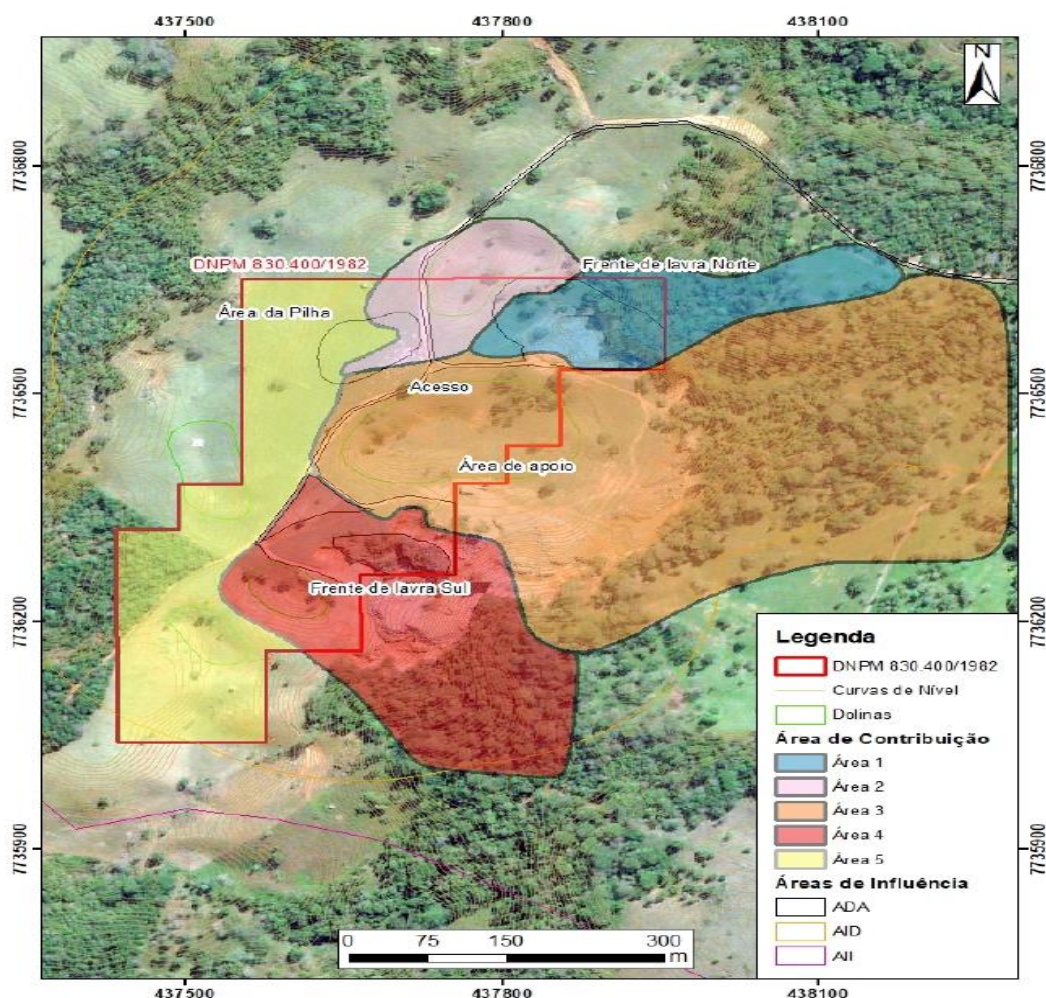 437500 437800 438100
N
7736800 7736800
DNPM 830.400/1982
Frente de lavra Norte
Área da Pilha
7736500 7736500
Acesso
Área de apoio
Frente de lavra Sul
7736200 7736200
Legenda
DNPM 830.400/1982
Curvas de Nível
Dolinas
Área de Contribuição
Área 1
Área 2
Área 3
Área 4
Área 5
7735900 7735900
Áreas de Influência
ADA
AID
AII
0 75 150 300
m
437500 437800 438100